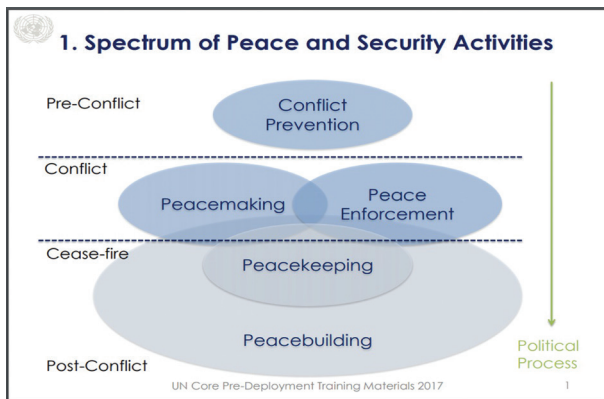 1. Spectrum of Peace and Security Activities
Pre-Conflict
Conflict
Prevention
Conflict
Peacemaking
Peace
Enforcement
Cease-fire
Peacekeeping
Peacebuilding
Political
Process
Post-Conflict
UN Core Pre-Deployment Training Materials 2017
1